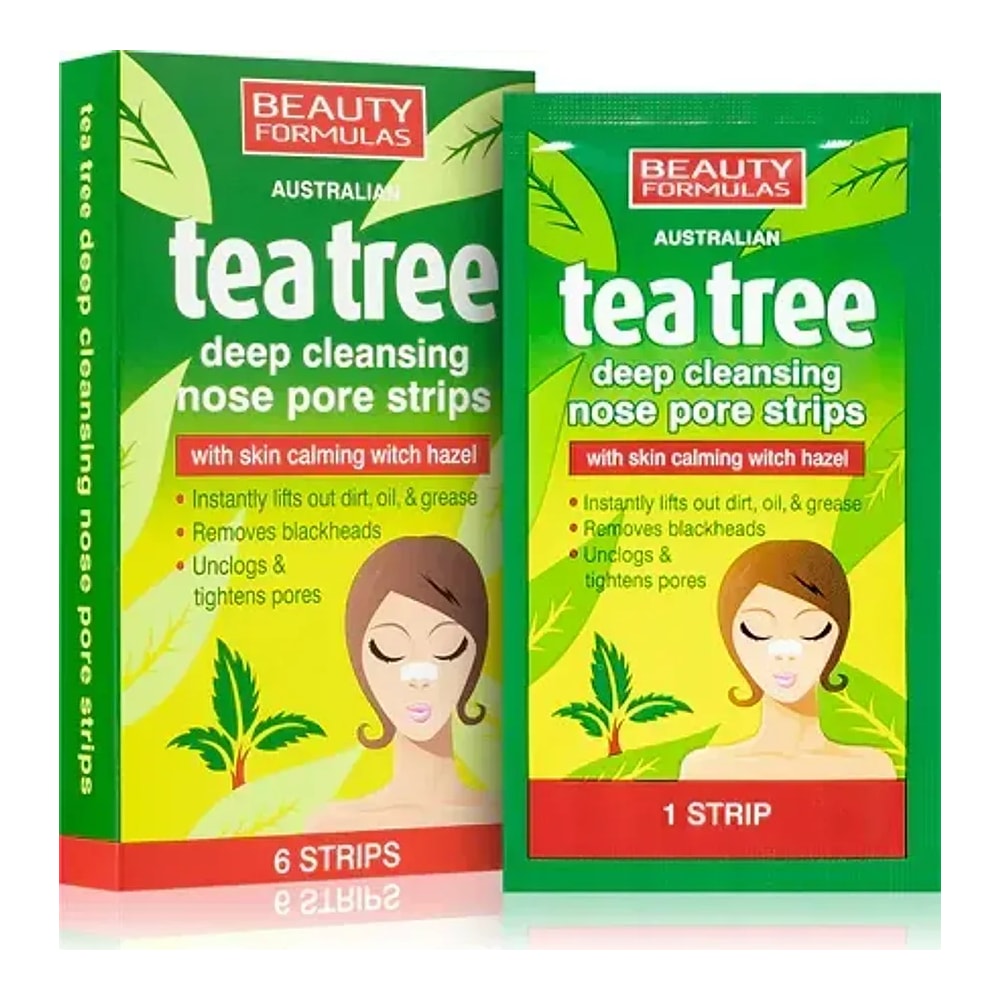 tea tree deep cleansing nose pore strips
BEAUTY
FORMULAS
AUSTRALIAN
tea tree
deep cleansing
nose pore strips
with skin calming witch hazel
• Instantly lifts out dirt, oil, & grease
• Removes blackheads
• Unclogs &
tightens pores
6 STRIPS
BEAUTY
FORMULAS
AUSTRALIAN
tea tree
deep cleansing
nose pore strips
with skin calming witch hazel
• Instantly lifts out dirt, oil, & grease
• Removes blackheads
• Unclogs &
tightens pores
1 STRIP